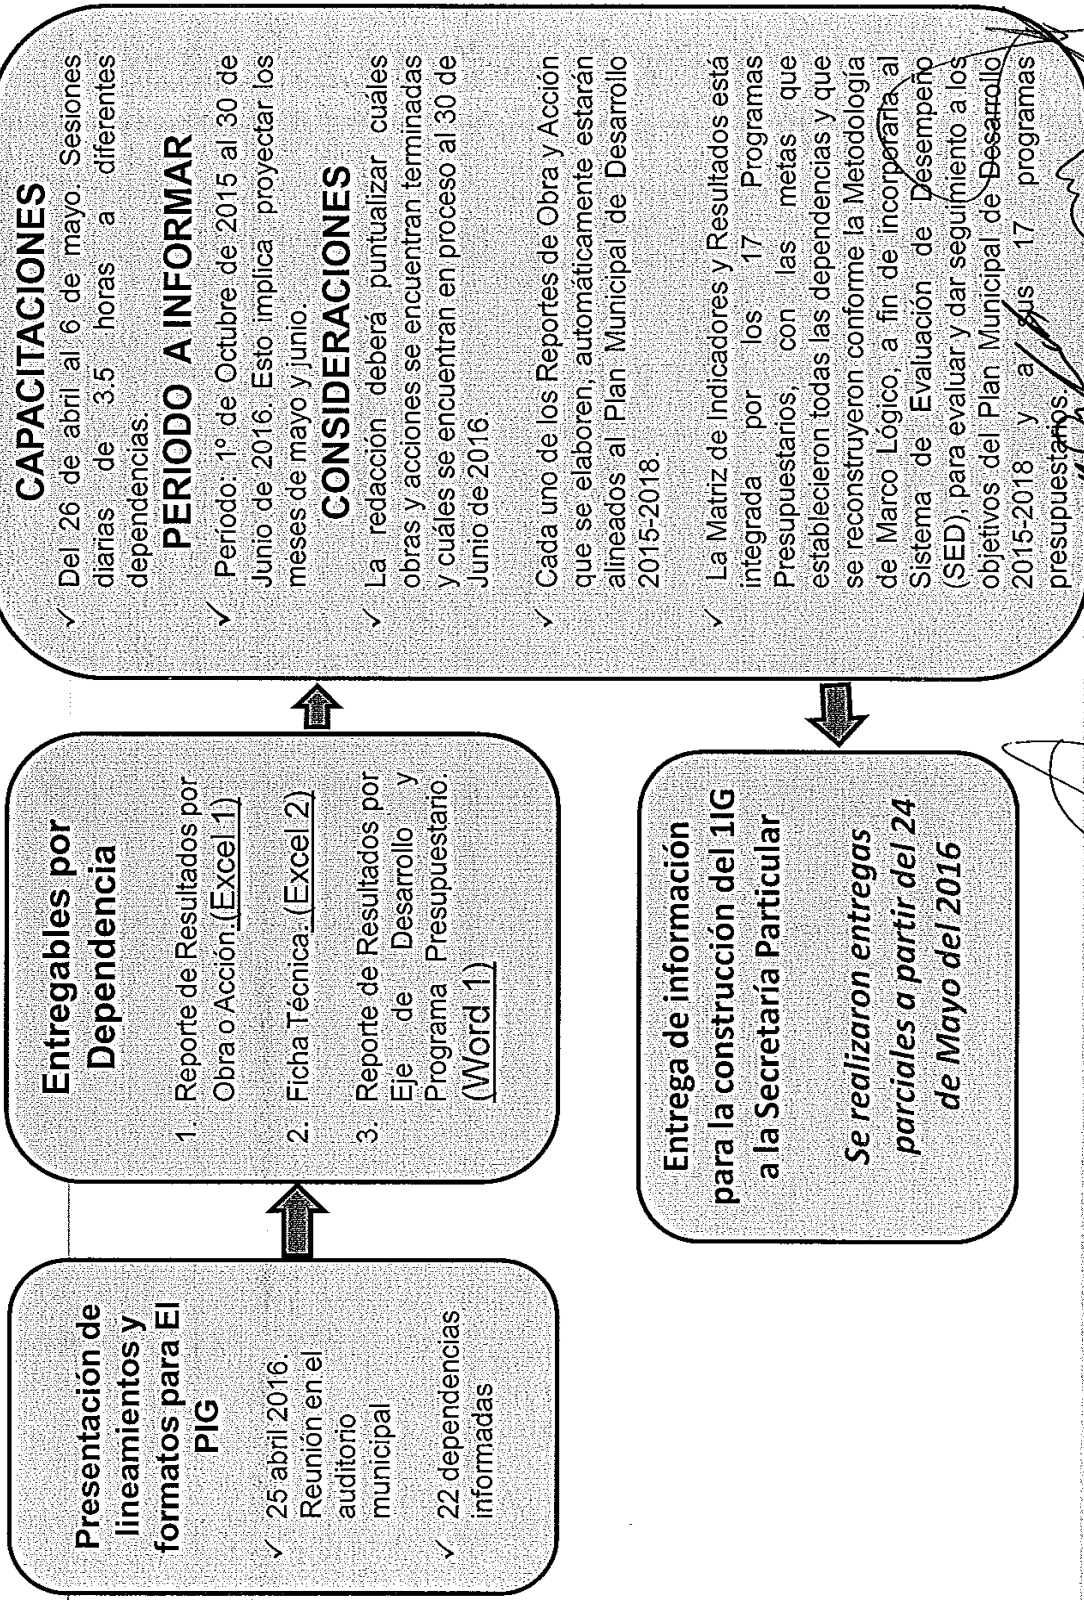 Presentación de
lineamientos y
formatos para El
PIG
✓ 25 abril 2016.
Reunión en el
auditorio
municipal
✓ 22 dependencias
informadas
Entregables por
Dependencia
1. Reporte de Resultados por
Obra o Acción. (Excel 1)
2. Ficha Técnica. (Excel 2)
3. Reporte de Resultados por
Eje de Desarrollo y
Programa Presupuestario.
(Word 1)
CAPACITACIONES
✓ Del 26 de abril al 6 de mayo. Sesiones
diarias de 3.5 horas a diferentes
dependencias.
PERIODO A INFORMAR
✓ Período: 1º de Octubre de 2015 al 30 de
Junio de 2016. Esto implica proyectar los
meses de mayo y junio.
CONSIDERACIONES
✓ La redacción deberá puntualizar cuales
obras y acciones se encuentran terminadas
y cuáles se encuentran en proceso al 30 de
Junio de 2016.
✓ Cada uno de los Reportes de Obra y Acción
que se elaboren, automáticamente estarán
alineados al Plan Municipal de Desarrollo
2015-2018.
✓ La Matriz de Indicadores y Resultados está
integrada por los 17 Programas
Presupuestarios, con las metas que
establecieron todas las dependencias y que
se reconstruyeron conforme la Metodología
de Marco Lógico, a fin de incorporarla al
Sistema de Evaluación de Desempeño
(SED), para evaluar y dar seguimiento a los
objetivos del Plan Municipal de Desarrollo
2015-2018 y a sus 17 programas
presupuestarios.
Entrega de información
para la construcción del 1IG
a la Secretaría Particular
Se realizaron entregas
parciales a partir del 24
de Mayo del 2016